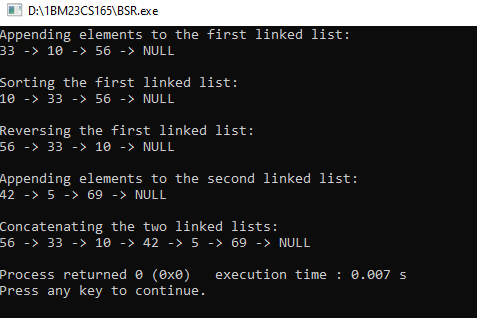 D:\1BM23CS165\BSR.exe
Appending elements to the first linked list:
33 -> 10 -> 56 -> NULL
Sorting the first linked list:
10 -> 33 -> 56 -> NULL
Reversing the first linked list:
56 -> 33 -> 10 -> NULL
Appending elements to the second linked list:
42 -> 5 -> 69 -> NULL
Concatenating the two linked lists:
56 -> 33 -> 10 -> 42 -> 5 -> 69 -> NULL
Process returned 0 (0x0)   execution time : 0.007 s
Press any key to continue.